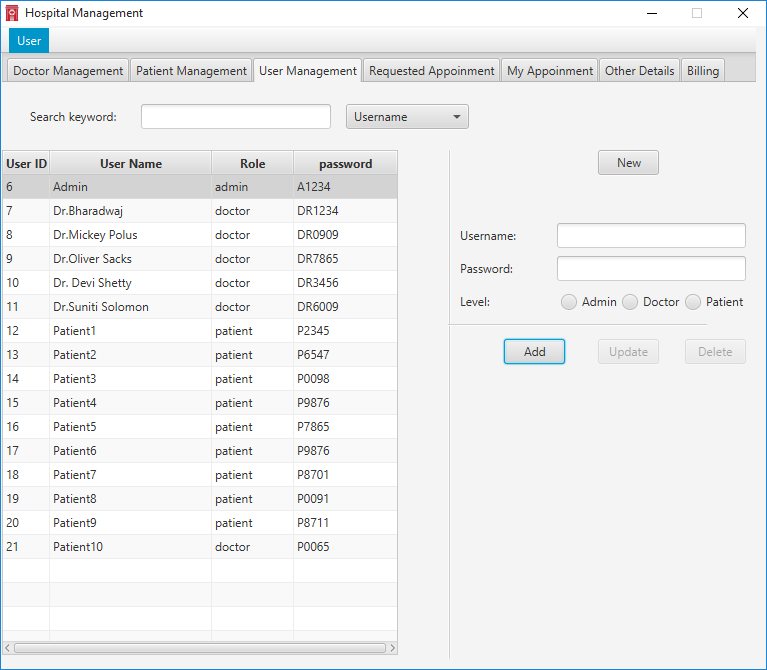 Hospital Management
User
Doctor Management Patient Management User Management Requested Appoinment My Appoinment Other Details Billing
Search keyword: Username
User ID User Name Role password
6 Admin admin A1234
7 Dr.Bharadwaj doctor DR1234
8 Dr.Mickey Polus doctor DR0909
9 Dr.Oliver Sacks doctor DR7865
10 Dr. Devi Shetty doctor DR3456
11 Dr.Suniti Solomon doctor DR6009
12 Patient1 patient P2345
13 Patient2 patient P6547
14 Patient3 patient P0098
15 Patient4 patient P9876
16 Patient5 patient P7865
17 Patient6 patient P9876
18 Patient7 patient P8701
19 Patient8 patient P0091
20 Patient9 patient P8711
21 Patient10 doctor P0065
New
Username:
Password:
Level: Admin Doctor Patient
Add Update Delete